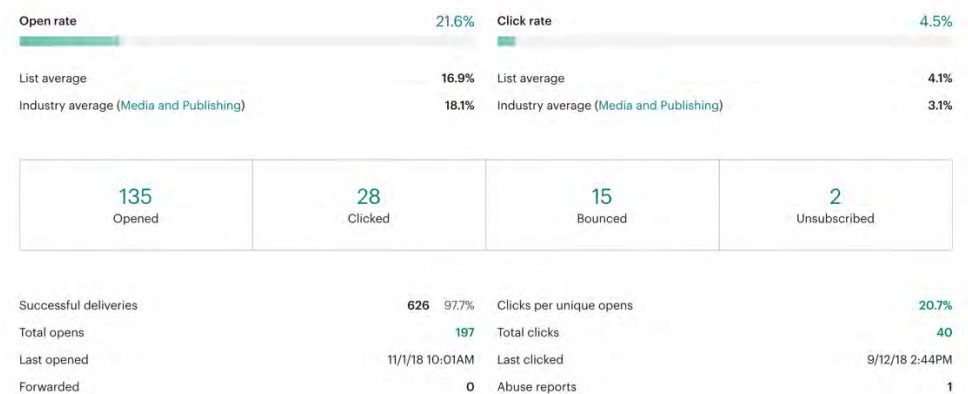 Open rate 21.6% Click rate 4.5%
List average 16.9% List average 4.1%
Industry average (Media and Publishing) 18.1% Industry average (Media and Publishing) 3.1%
135 28 15 2
Opened Clicked Bounced Unsubscribed
Successful deliveries 626 97.7% Clicks per unique opens 20.7%
Total opens 197 Total clicks 40
Last opened 11/1/18 10:01AM Last clicked 9/12/18 2:44PM
Forwarded 0 Abuse reports 1